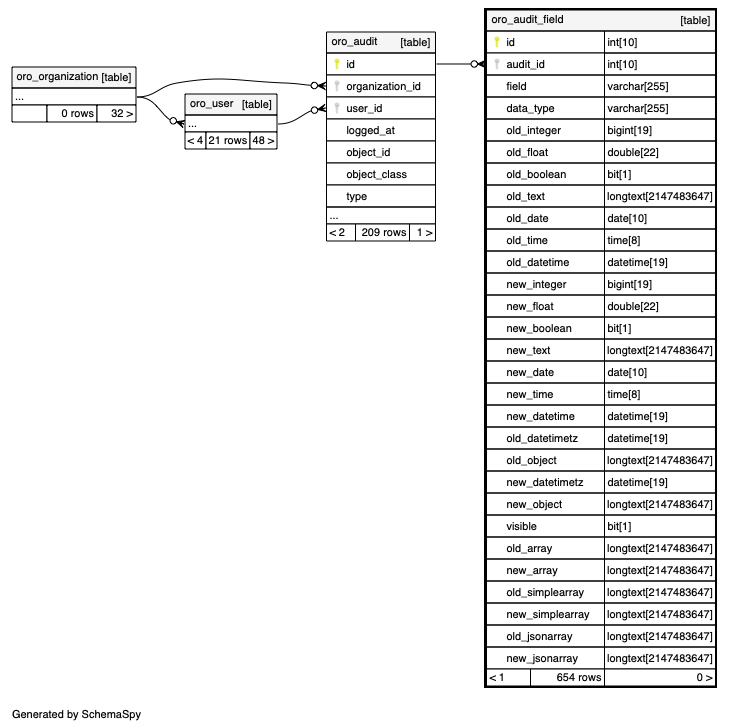 oro_organization [table]
...
0 rows 32 >
oro_user [table]
...
< 4 21 rows 48 >
oro_audit [table]
id
organization_id
user_id
logged_at
object_id
object_class
type
...
< 2 209 rows 1 >
oro_audit_field [table]
id int[10]
audit_id int[10]
field varchar[255]
data_type varchar[255]
old_integer bigint[19]
old_float double[22]
old_boolean bit[1]
old_text longtext[2147483647]
old_date date[10]
old_time time[8]
old_datetime datetime[19]
new_integer bigint[19]
new_float double[22]
new_boolean bit[1]
new_text longtext[2147483647]
new_date date[10]
new_time time[8]
new_datetime datetime[19]
old_datetimetz datetime[19]
old_object longtext[2147483647]
new_datetimetz datetime[19]
new_object longtext[2147483647]
visible bit[1]
old_array longtext[2147483647]
new_array longtext[2147483647]
old_simplearray longtext[2147483647]
new_simplearray longtext[2147483647]
old_jsonarray longtext[2147483647]
new_jsonarray longtext[2147483647]
< 1 654 rows 0 >
Generated by SchemaSpy